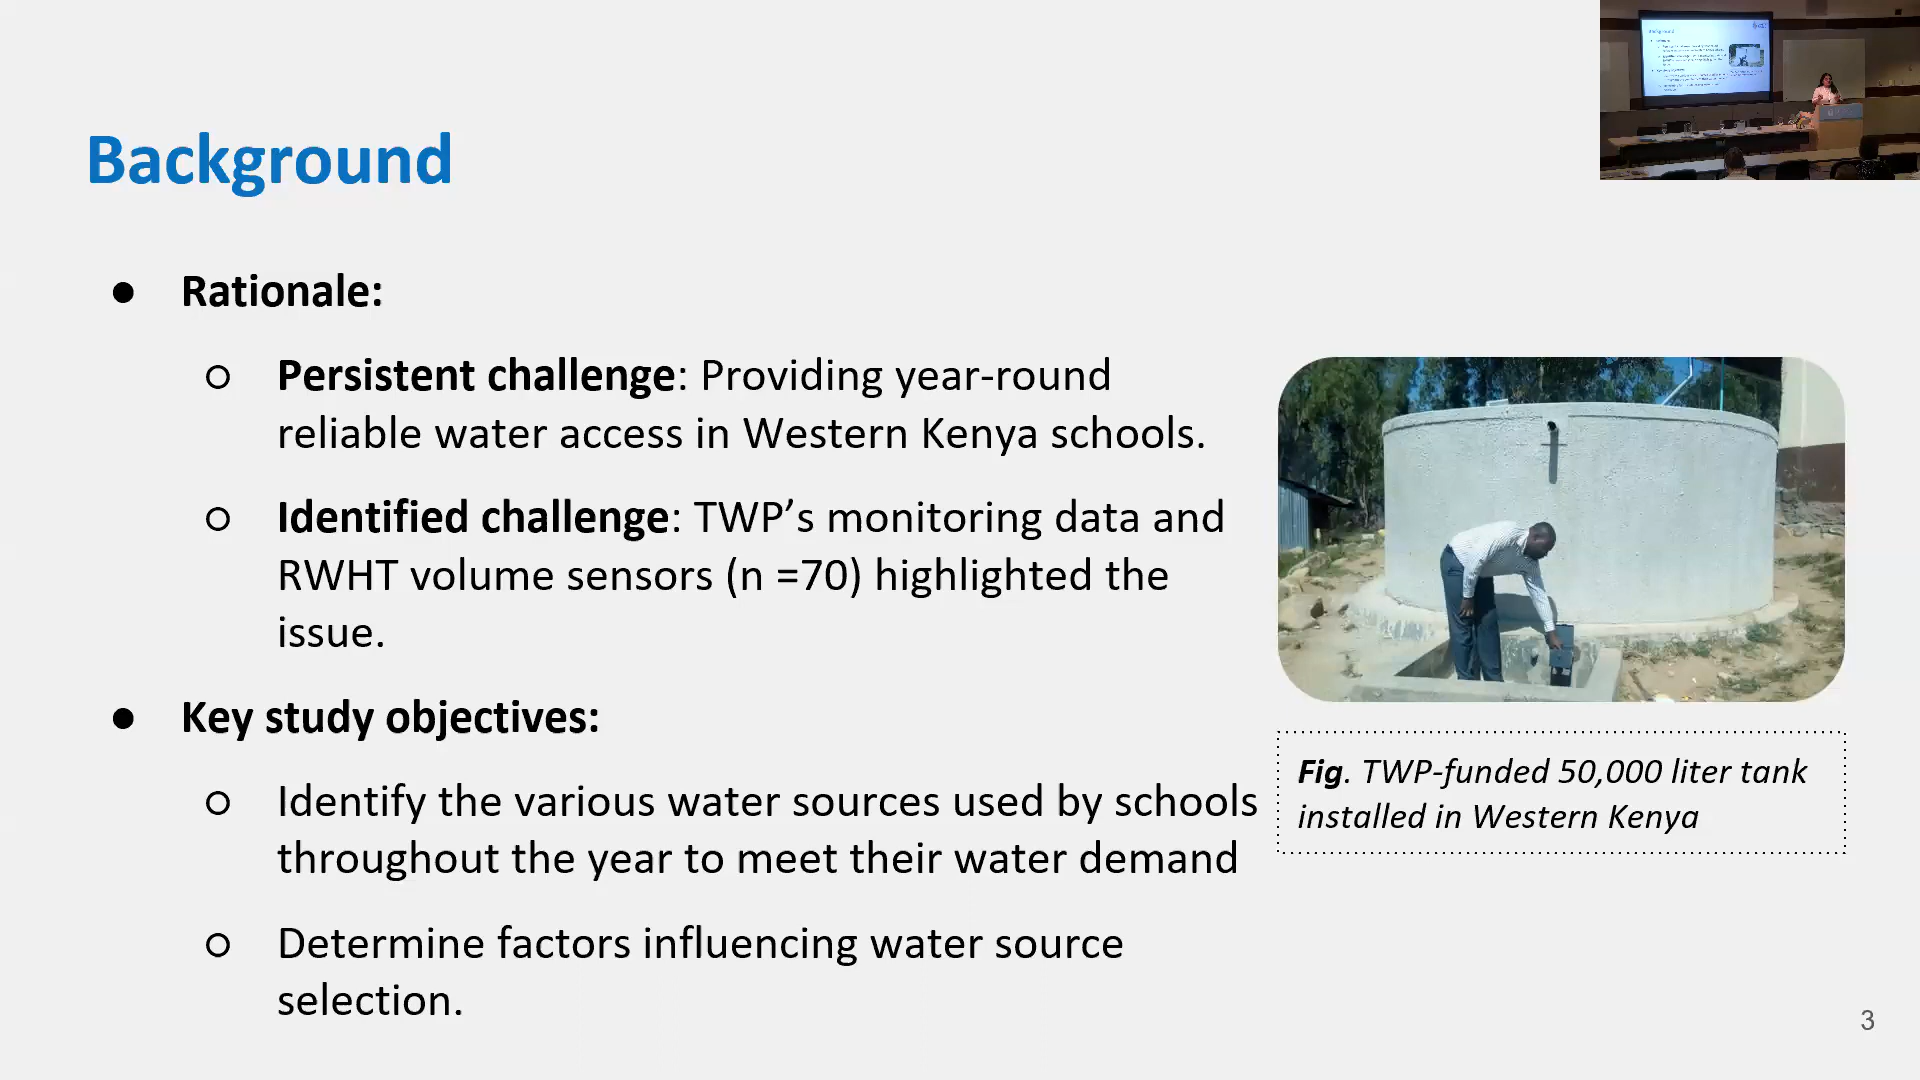 Background
● Rationale:
○ Persistent challenge: Providing year-round
reliable water access in Western Kenya schools.
○ Identified challenge: TWP’s monitoring data and
RWHT volume sensors (n =70) highlighted the
issue.
● Key study objectives:
○ Identify the various water sources used by schools
throughout the year to meet their water demand
○ Determine factors influencing water source
selection.
Fig. TWP-funded 50,000 liter tank
installed in Western Kenya
3
Background